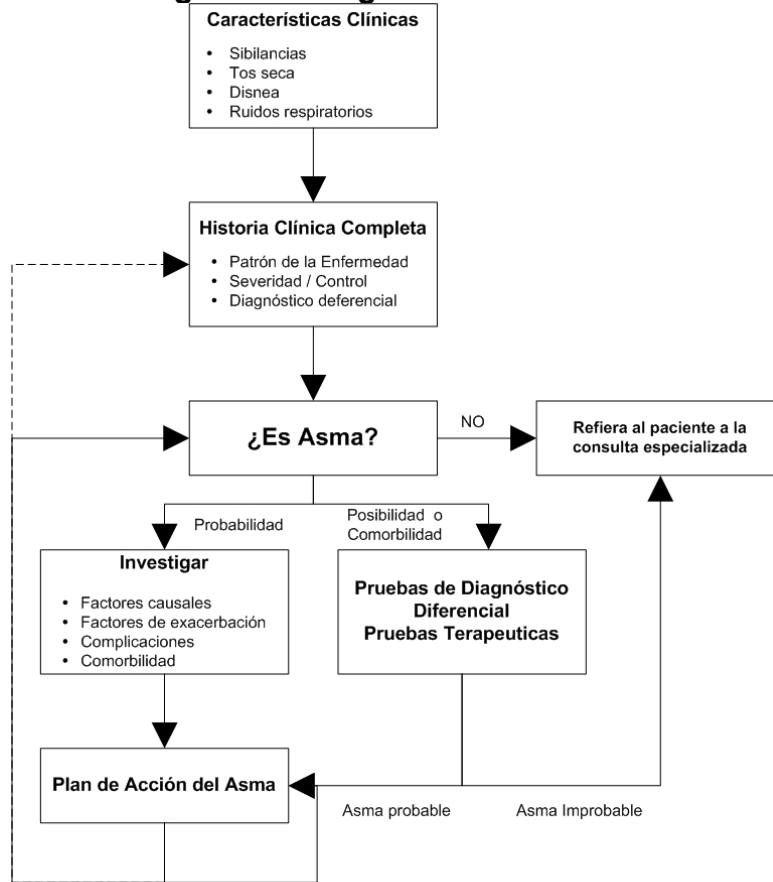 Características Clínicas
• Sibilancias
• Tos seca
• Disnea
• Ruidos respiratorios
Historia Clínica Completa
• Patrón de la Enfermedad
• Severidad / Control
• Diagnóstico deferencial
¿Es Asma?
NO
Refiera al paciente a la
consulta especializada
Probabilidad
Posibilidad o
Comorbilidad
Investigar
• Factores causales
• Factores de exacerbación
• Complicaciones
• Comorbilidad
Pruebas de Diagnóstico
Diferencial
Pruebas Terapeuticas
Plan de Acción del Asma
Asma probable
Asma Improbable